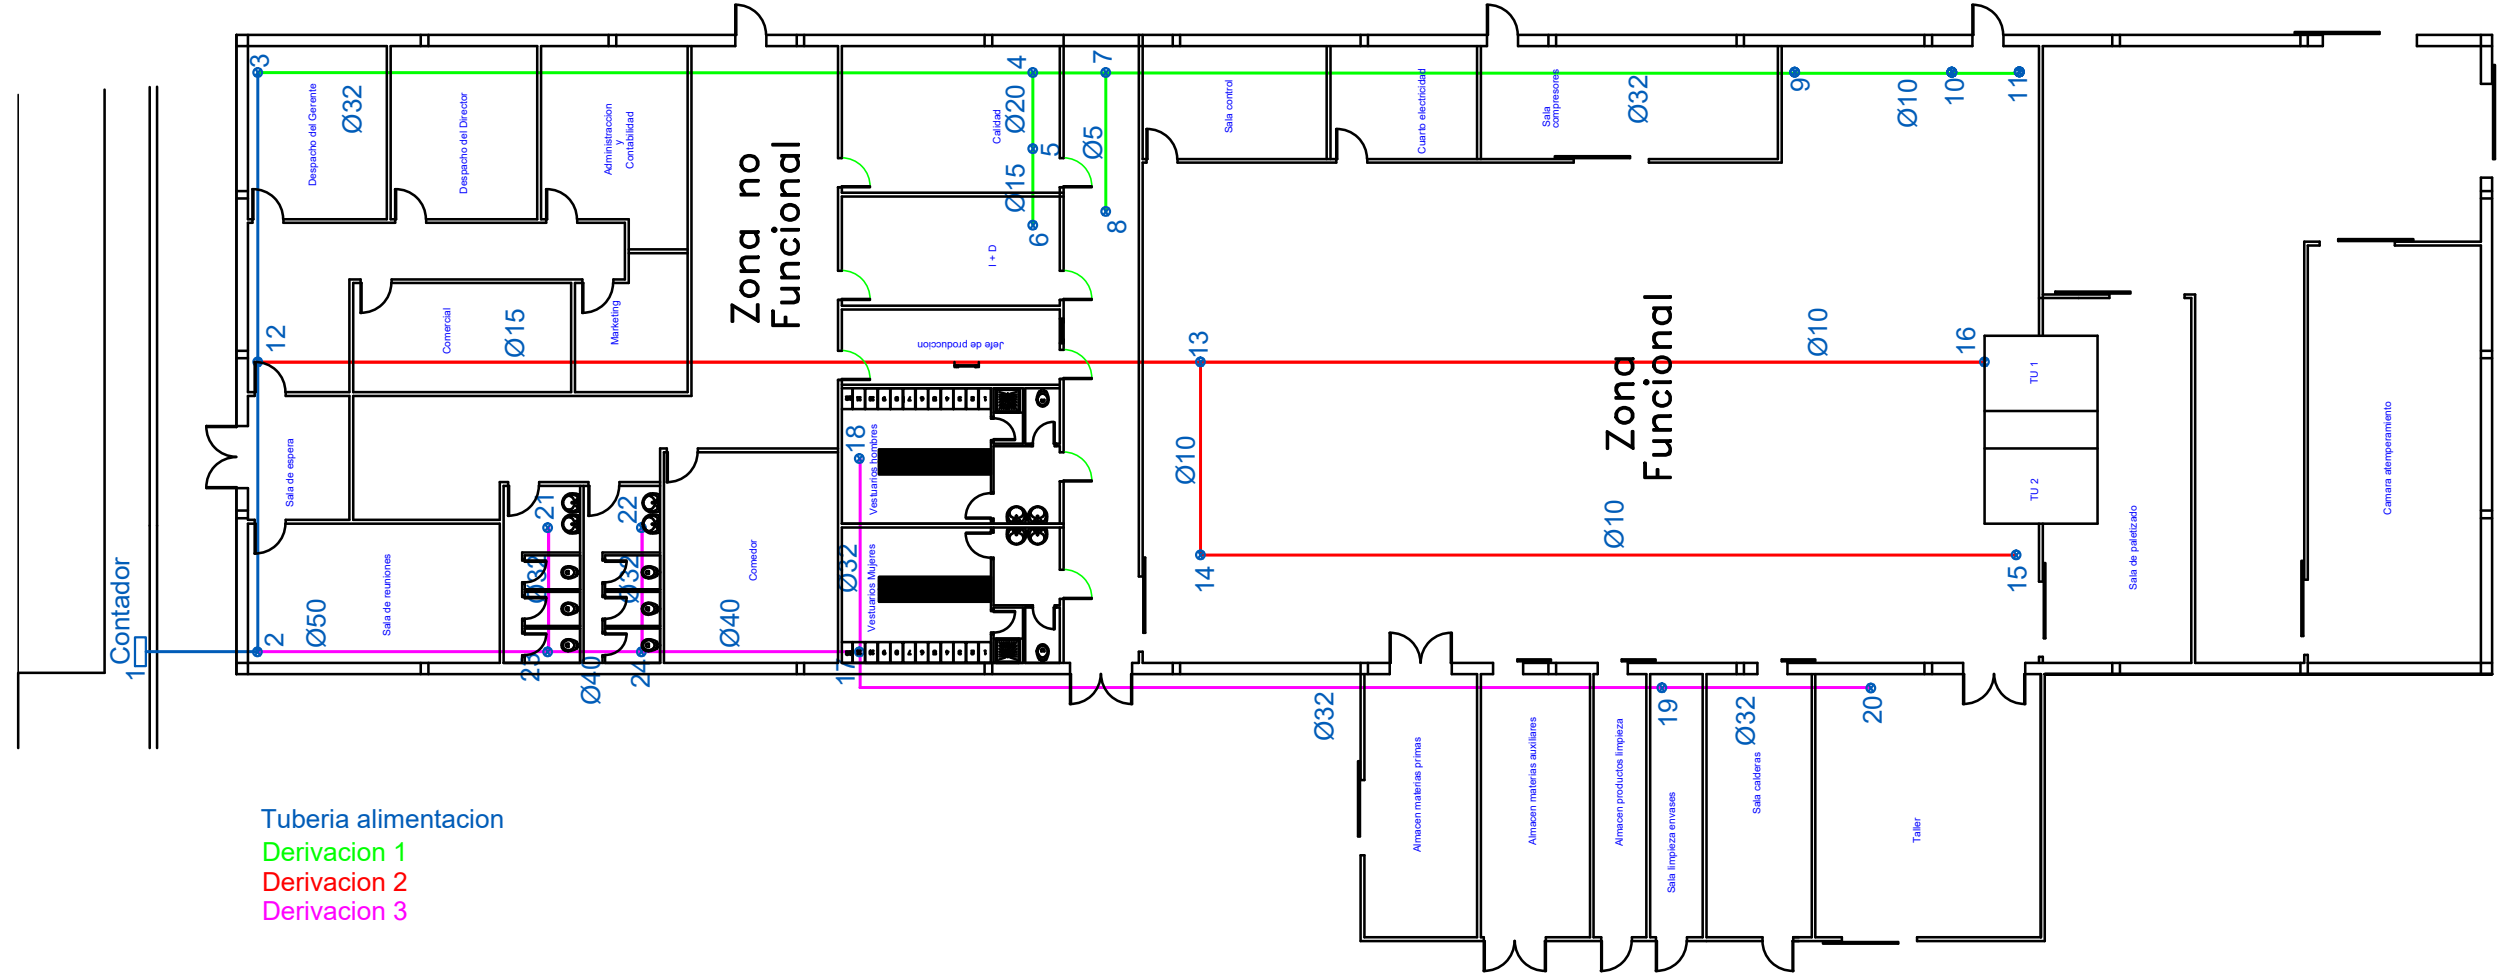 3
Despacho del Gerente
Ø32
Despacho del Director
Administraccion
y
Contabilidad
Zona no
Funcional
4
Ø20
Calidad
5
Ø15
6
7
Ø5
8
Sala control
Cuarto electricidad
Sala
compresores
Ø32
9
Ø10
10
11
I + D
12
Comercial
Ø15
Marketing
Jefe de produccion
13
Ø10
Zona
Funcional
Ø10
16
TU 1
TU 2
Sala de espera
18
Vestuarios hombres
Vestuarios Mujeres
21
22
Ø32
Ø32
Comedor
Ø32
Ø40
Ø10
14
15
Sala de paletizado
Camara atemperamiento
Contador
1
2
Ø50
Sala de reuniones
23
Ø40
24
17
Ø32
19
Ø32
20
Almacen materias primas
Almacen materias auxiliares
Almacen productos limpieza
Sala limpieza envases
Sala calderas
Taller
Tuberia alimentacion
Derivacion 1
Derivacion 2
Derivacion 3